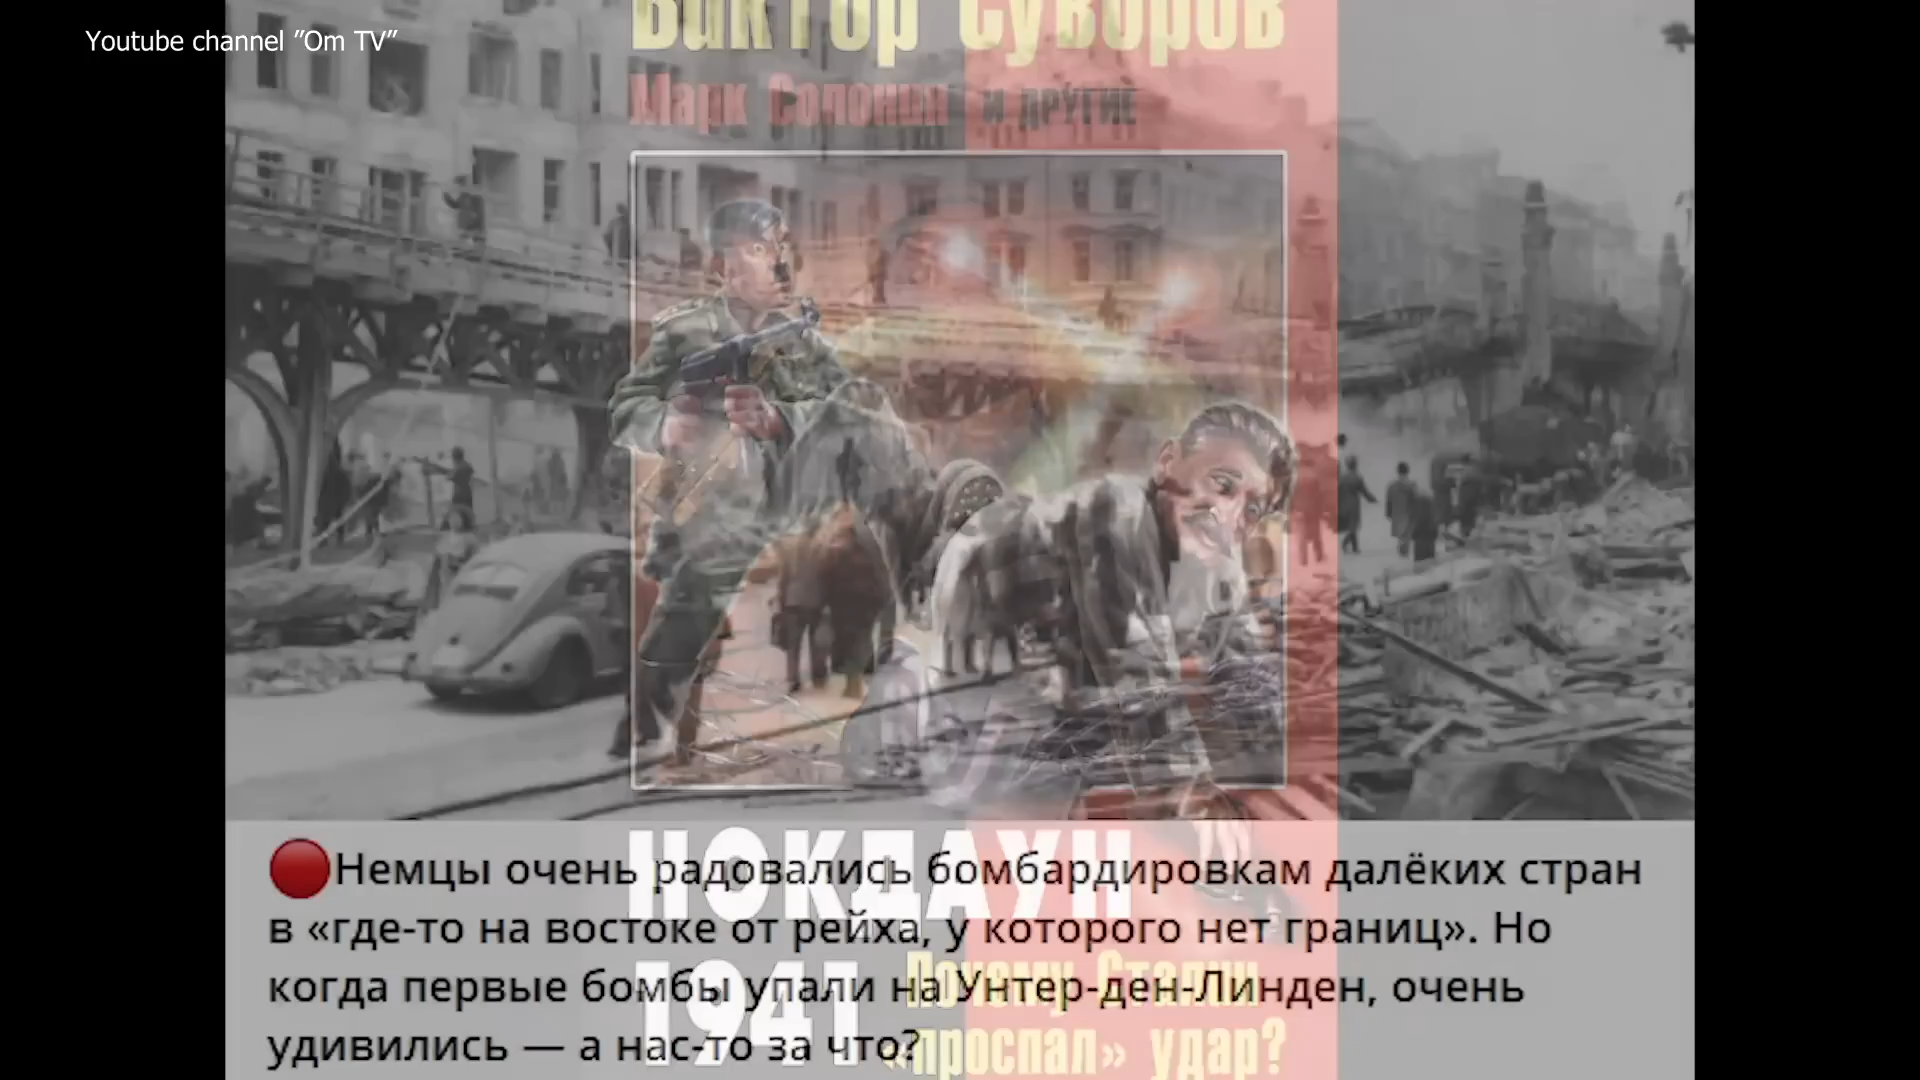 Youtube channel ”Om TV”
Виктор Суворов
Марк Солонин и ДРУГИЕ
🔴Немцы очень радовались бомбардировкам далёких стран
в «где-то на востоке от рейха, у которого нет границ». Но
когда первые бомбы упали на Унтер-ден-Линден, очень
удивились — а нас-то за что?
НОКДАУН
1941
Почему Сталин
«проспал» удар?